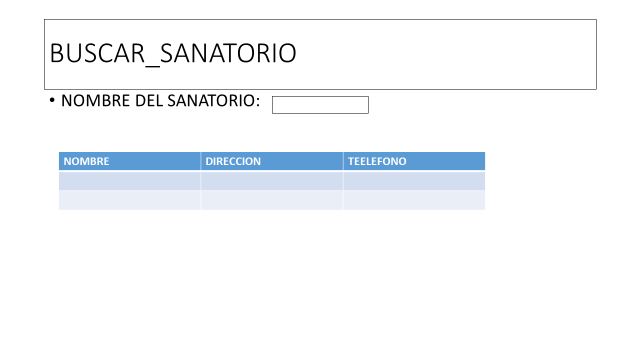 BUSCAR_SANATORIO
• NOMBRE DEL SANATORIO:
NOMBRE DIRECCION TEELEFONO